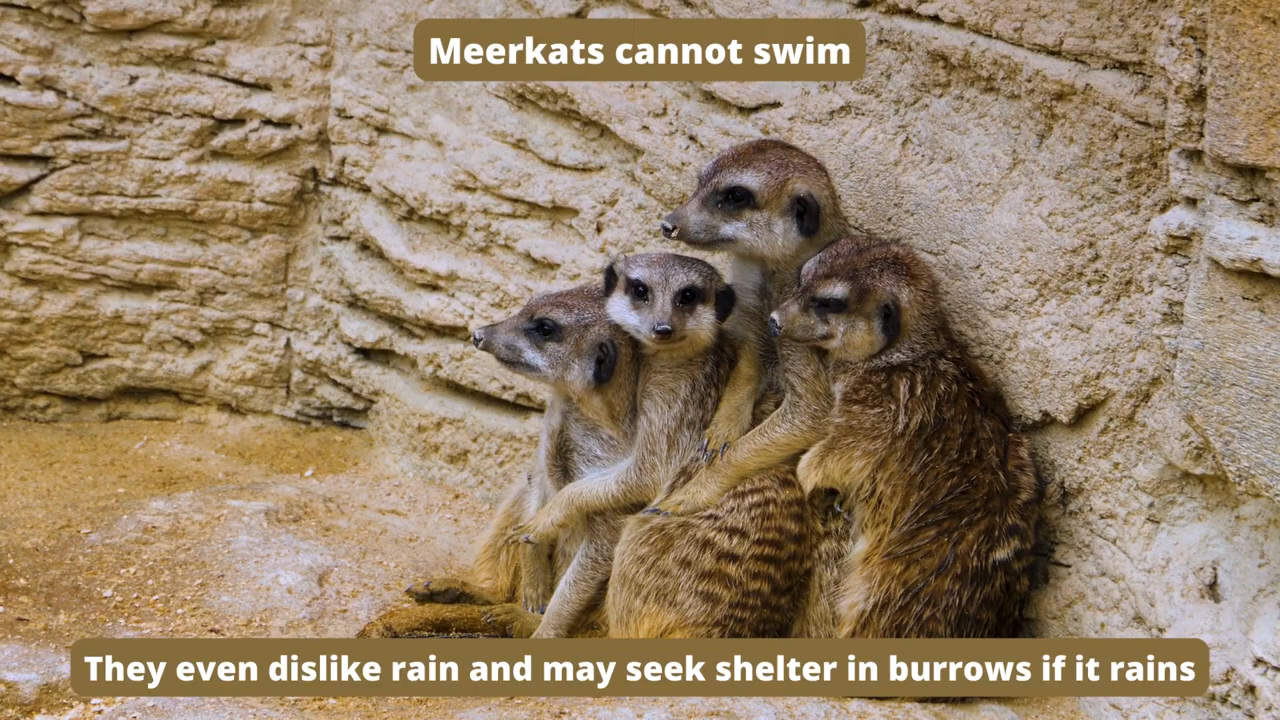 Meerkats cannot swim
They even dislike rain and may seek shelter in burrows if it rains